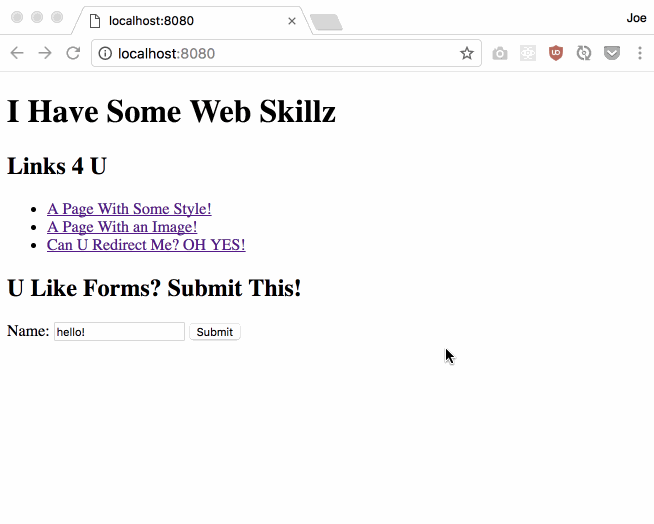 localhost:8080
Joe
localhost:8080
I Have Some Web Skillz
Links 4 U
A Page With Some Style!
A Page With an Image!
Can U Redirect Me? OH YES!
U Like Forms? Submit This!
Name: hello! Submit